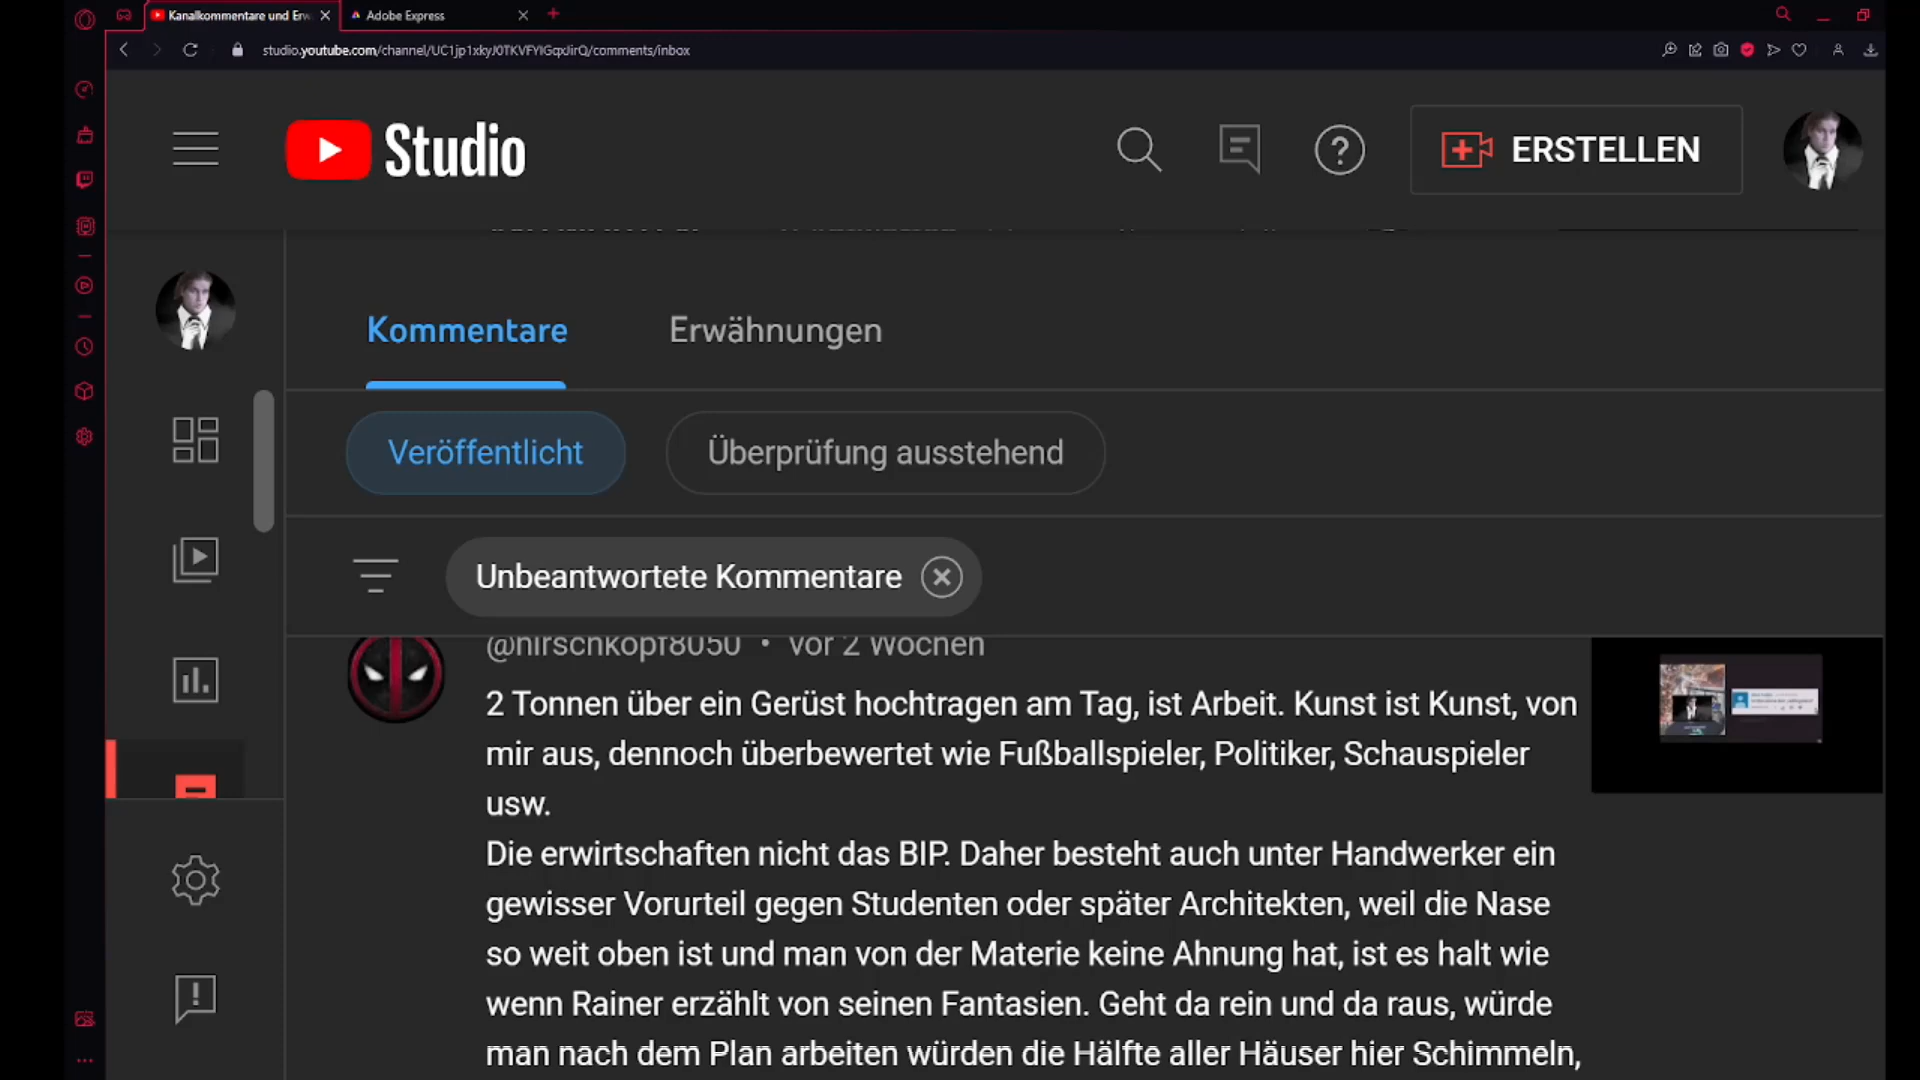 Kanalkommentare und Erw
Adobe Express
studio.youtube.com/channel/UC1jp1xkyJ0TKVFYIGqxJirQ/comments/inbox
Studio
ERSTELLEN
Kommentare
Erwähnungen
Veröffentlicht
Überprüfung ausstehend
Unbeantwortete Kommentare
@hirschkopf8050 • vor 2 Wochen
2 Tonnen über ein Gerüst hochtragen am Tag, ist Arbeit. Kunst ist Kunst, von
mir aus, dennoch überbewertet wie Fußballspieler, Politiker, Schauspieler
usw.
Die erwirtschaften nicht das BIP. Daher besteht auch unter Handwerker ein
gewisser Vorurteil gegen Studenten oder später Architekten, weil die Nase
so weit oben ist und man von der Materie keine Ahnung hat, ist es halt wie
wenn Rainer erzählt von seinen Fantasien. Geht da rein und da raus, würde
man nach dem Plan arbeiten würden die Hälfte aller Häuser hier Schimmeln,